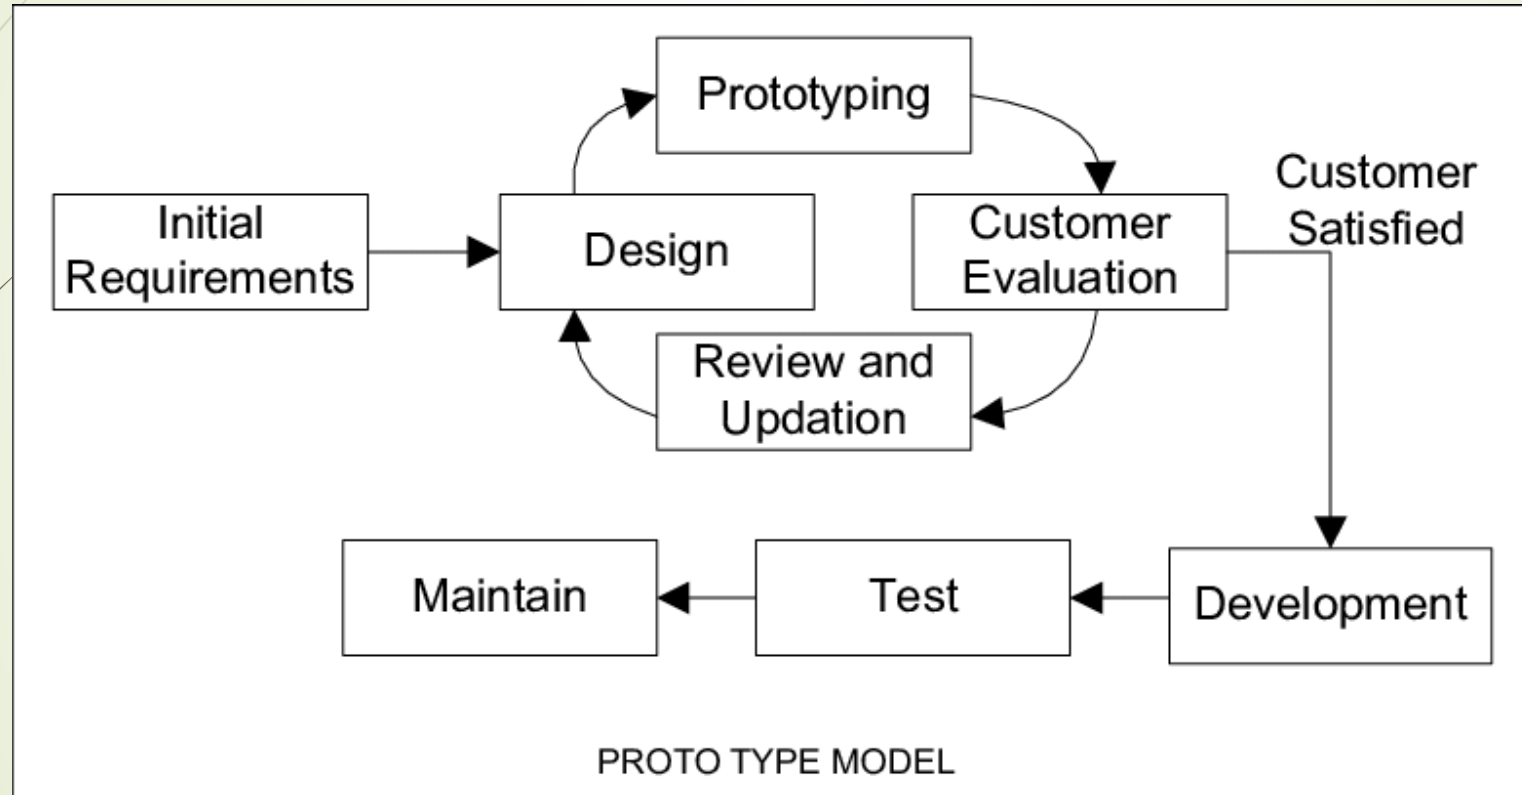 Prototyping
Customer
Satisfied
Initial
Requirements
Design
Customer
Evaluation
Review and
Updation
Maintain
Test
Development
PROTO TYPE MODEL